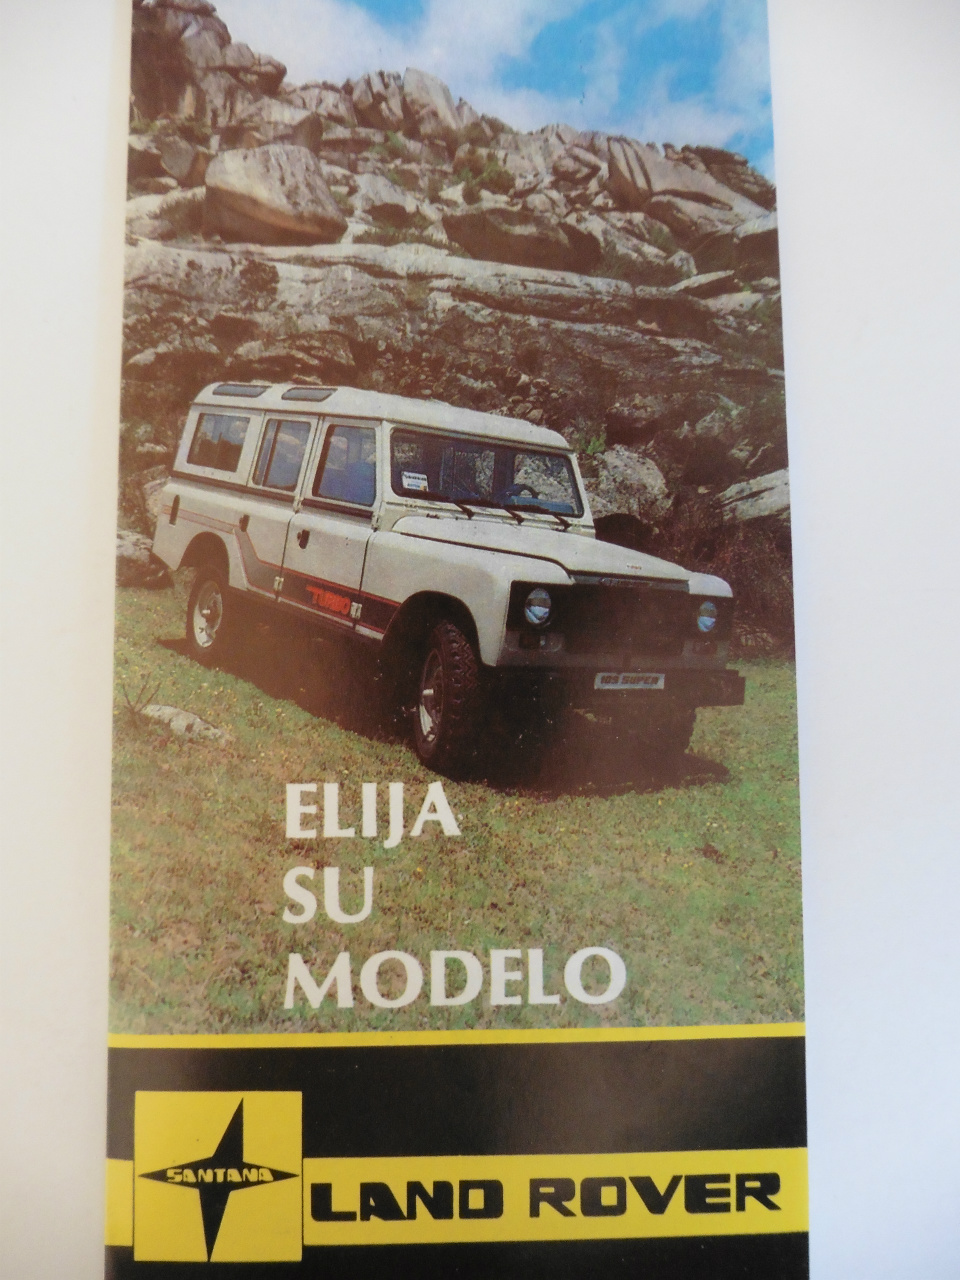 TURBO
109 SUPER
ELIJA
SU
MODELO
SANTANA
LAND ROVER